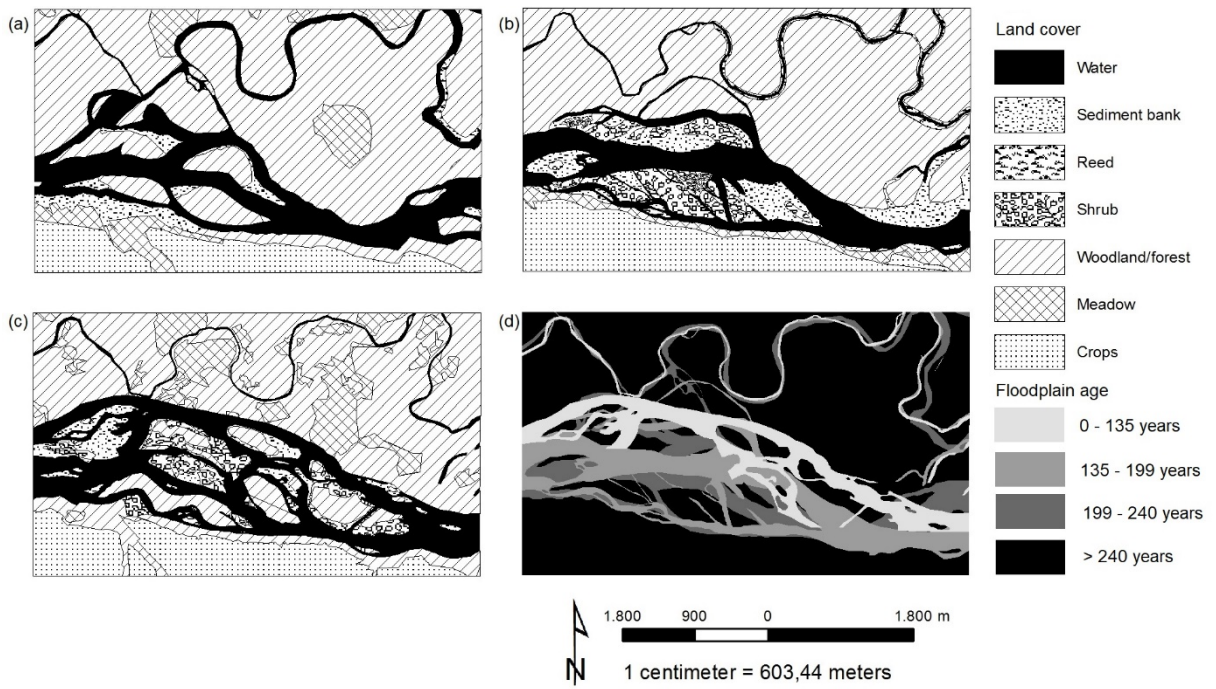 (a)
(b)
(c)
(d)
Land cover
Water
Sediment bank
Reed
Shrub
Woodland/forest
Meadow
Crops
Floodplain age
0 - 135 years
135 - 199 years
199 - 240 years
> 240 years
1.800 900 0 1.800 m
N
1 centimeter = 603,44 meters